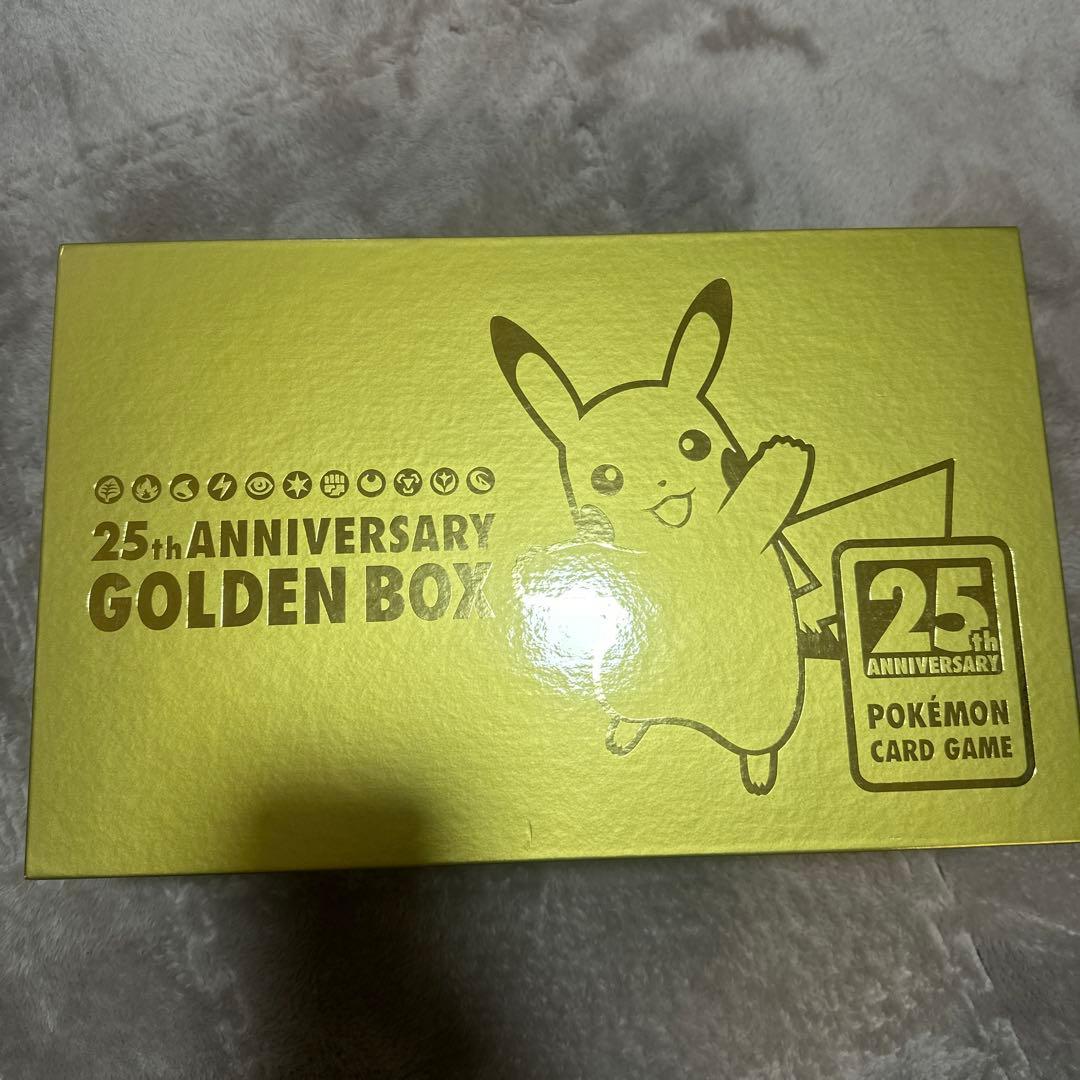 25th ANNIVERSARY
GOLDEN BOX
25th
ANNIVERSARY
POKÉMON
CARD GAME